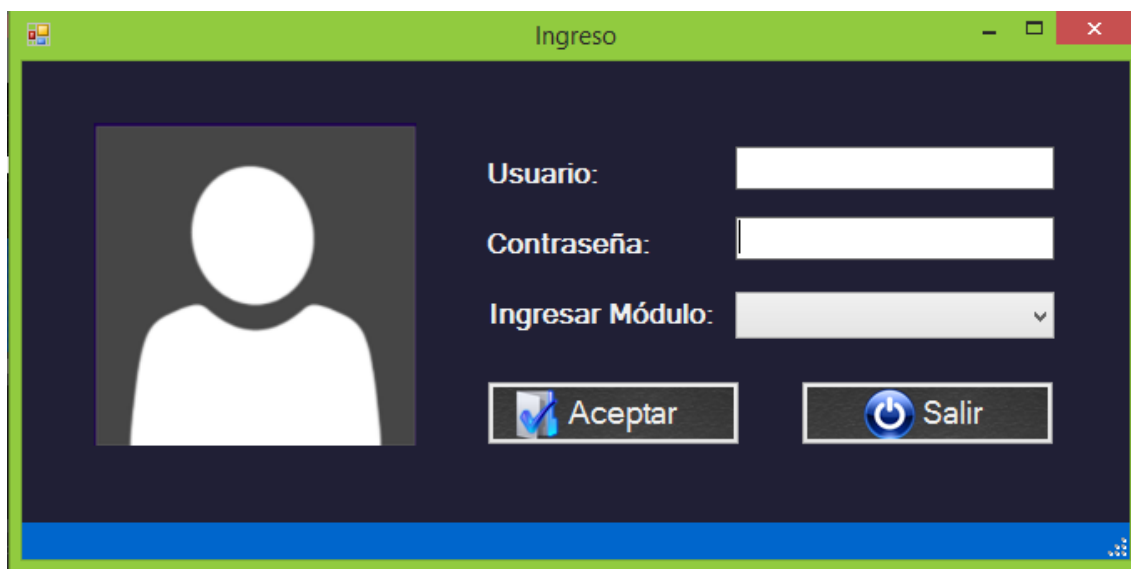 Ingreso
Usuario:
Contraseña:
Ingresar Módulo:
Aceptar
Salir